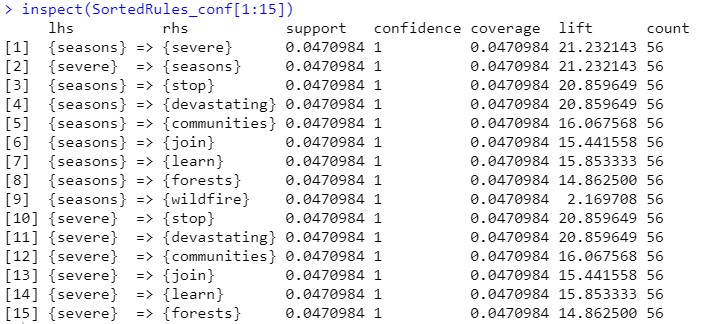 > inspect(SortedRules_conf[1:15])
lhs rhs support confidence coverage lift count
[1] {seasons} => {severe} 0.0470984 1 0.0470984 21.232143 56
[2] {severe} => {seasons} 0.0470984 1 0.0470984 21.232143 56
[3] {seasons} => {stop} 0.0470984 1 0.0470984 20.859649 56
[4] {seasons} => {devastating} 0.0470984 1 0.0470984 20.859649 56
[5] {seasons} => {communities} 0.0470984 1 0.0470984 16.067568 56
[6] {seasons} => {join} 0.0470984 1 0.0470984 15.441558 56
[7] {seasons} => {learn} 0.0470984 1 0.0470984 15.853333 56
[8] {seasons} => {forests} 0.0470984 1 0.0470984 14.862500 56
[9] {seasons} => {wildfire} 0.0470984 1 0.0470984 2.169708 56
[10] {severe} => {stop} 0.0470984 1 0.0470984 20.859649 56
[11] {severe} => {devastating} 0.0470984 1 0.0470984 20.859649 56
[12] {severe} => {communities} 0.0470984 1 0.0470984 16.067568 56
[13] {severe} => {join} 0.0470984 1 0.0470984 15.441558 56
[14] {severe} => {learn} 0.0470984 1 0.0470984 15.853333 56
[15] {severe} => {forests} 0.0470984 1 0.0470984 14.862500 56